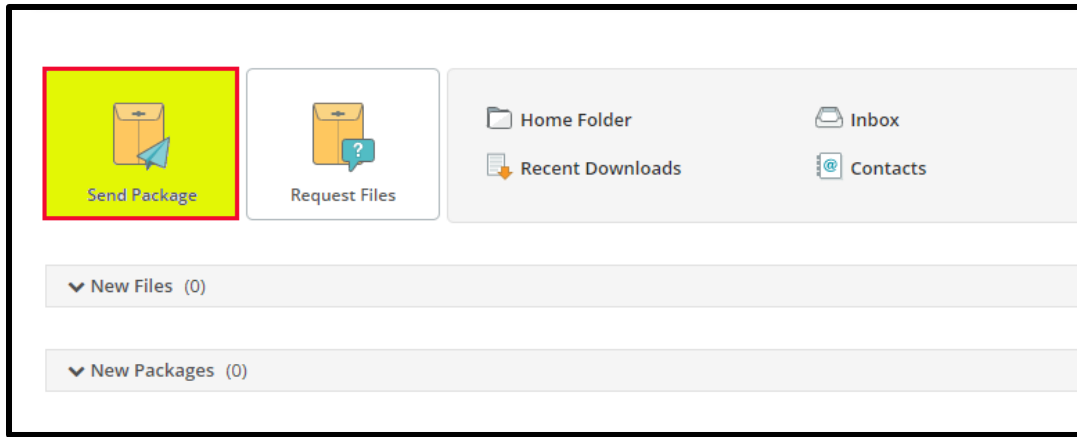 Send Package
Request Files
Home Folder
Inbox
Recent Downloads
Contacts
New Files (0)
New Packages (0)